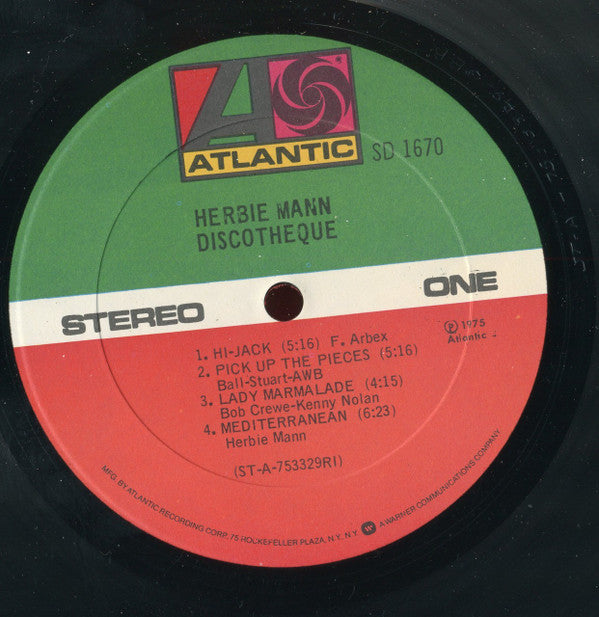 ATLANTIC
SD 1670
HERBIE MANN
DISCOTHEQUE
STEREO
ONE
1. HI-JACK (5:16) F. Arbex
2. PICK UP THE PIECES (5:16)
Ball-Stuart-AWB
3. LADY MARMALADE (4:15)
Bob Crewe-Kenny Nolan
4. MEDITERRANEAN (6:23)
Herbie Mann
(ST-A-753329RI)
Ⓟ 1975
Atlantic
MFG. BY ATLANTIC RECORDING CORP., 75 ROCKEFELLER PLAZA, N.Y. N.Y. W A WARNER COMMUNICATIONS COMPANY